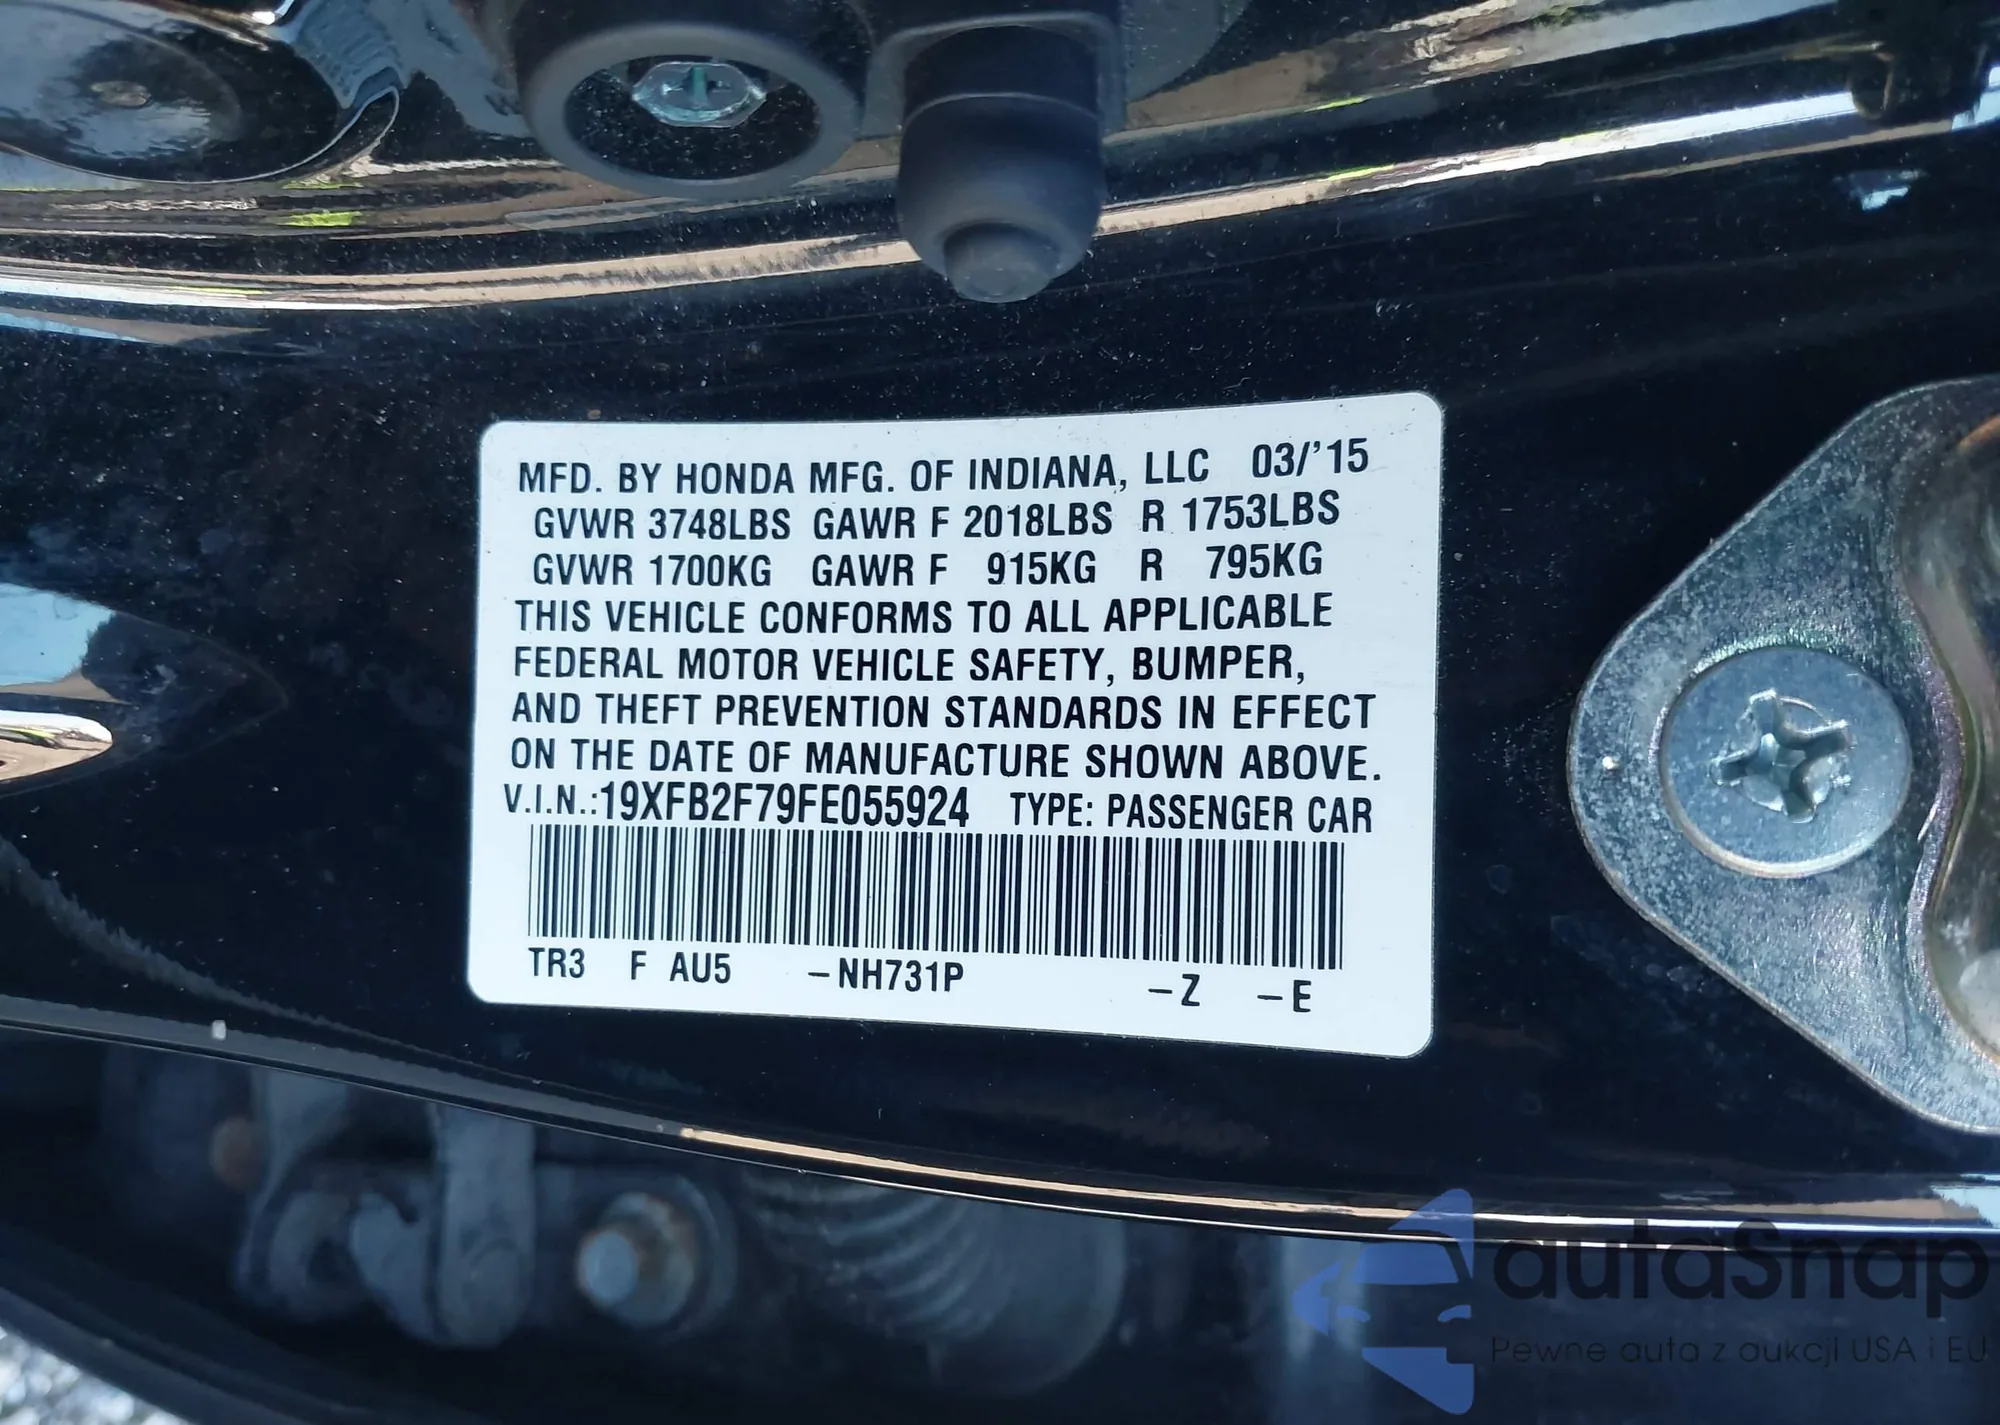 MFD. BY HONDA MFG. OF INDIANA, LLC 03/'15
GVWR 3748LBS GAWR F 2018LBS R 1753LBS
GVWR 1700KG GAWR F 915KG R 795KG
THIS VEHICLE CONFORMS TO ALL APPLICABLE
FEDERAL MOTOR VEHICLE SAFETY, BUMPER,
AND THEFT PREVENTION STANDARDS IN EFFECT
ON THE DATE OF MANUFACTURE SHOWN ABOVE.
V.I.N.:19XFB2F79FE055924 TYPE: PASSENGER CAR
TR3 F AU5 –NH731P –Z –E
autoSnap
Pewne auta z aukcji USA i EU